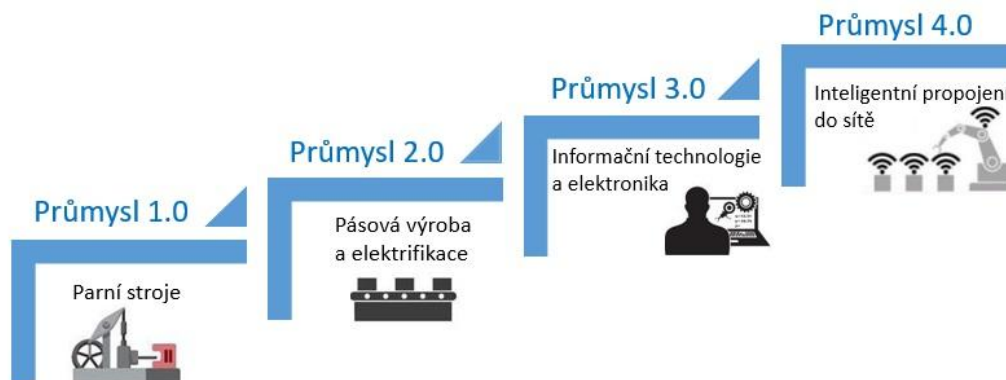 Průmysl 1.0
Parní stroje
Průmysl 2.0
Pásová výroba
a elektrifikace
Průmysl 3.0
Informační technologie
a elektronika
Průmysl 4.0
Inteligentní propojení
do sítě